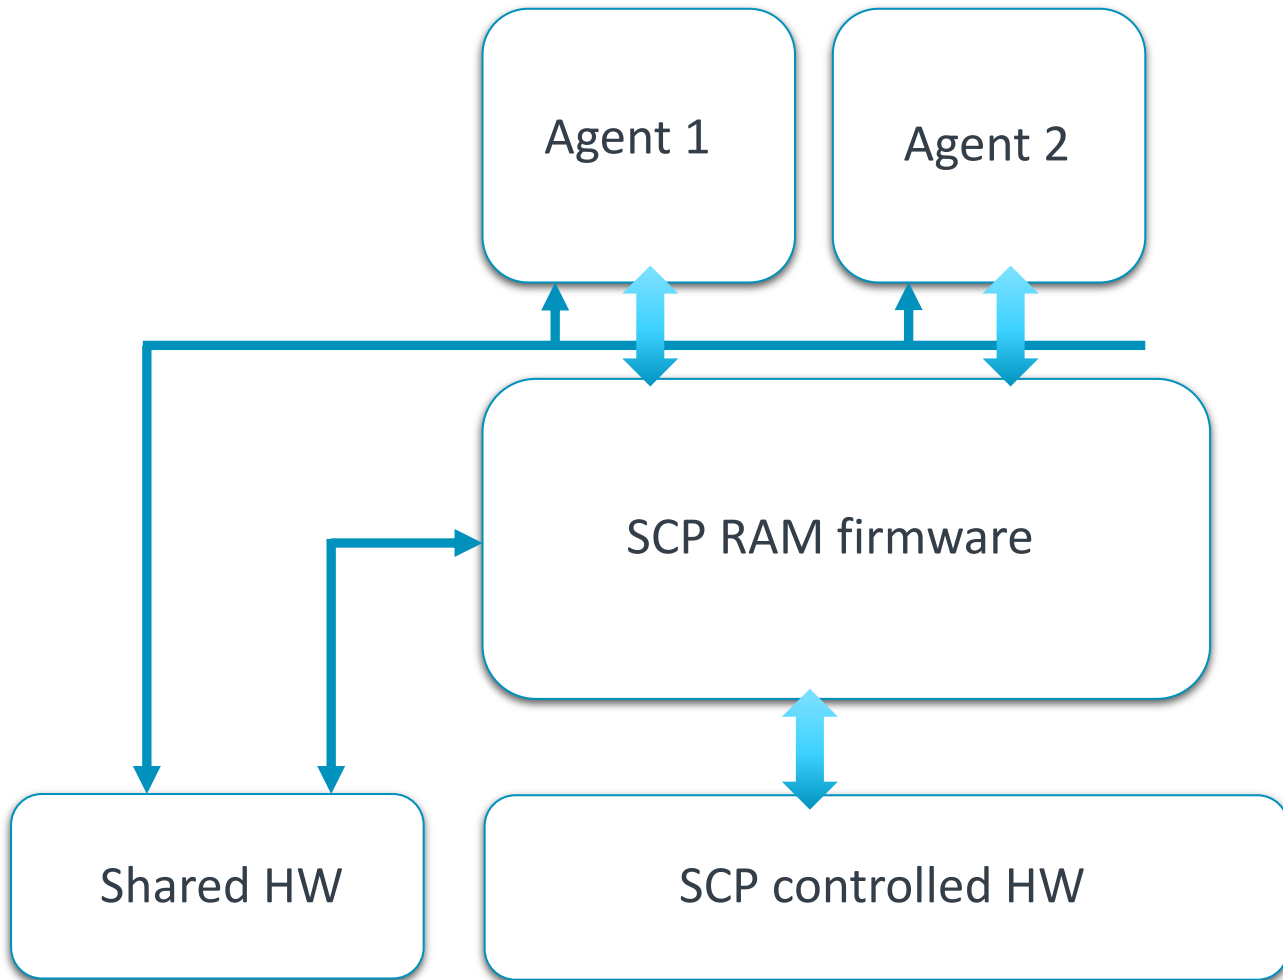 Agent 1
Agent 2
SCP RAM firmware
Shared HW
SCP controlled HW